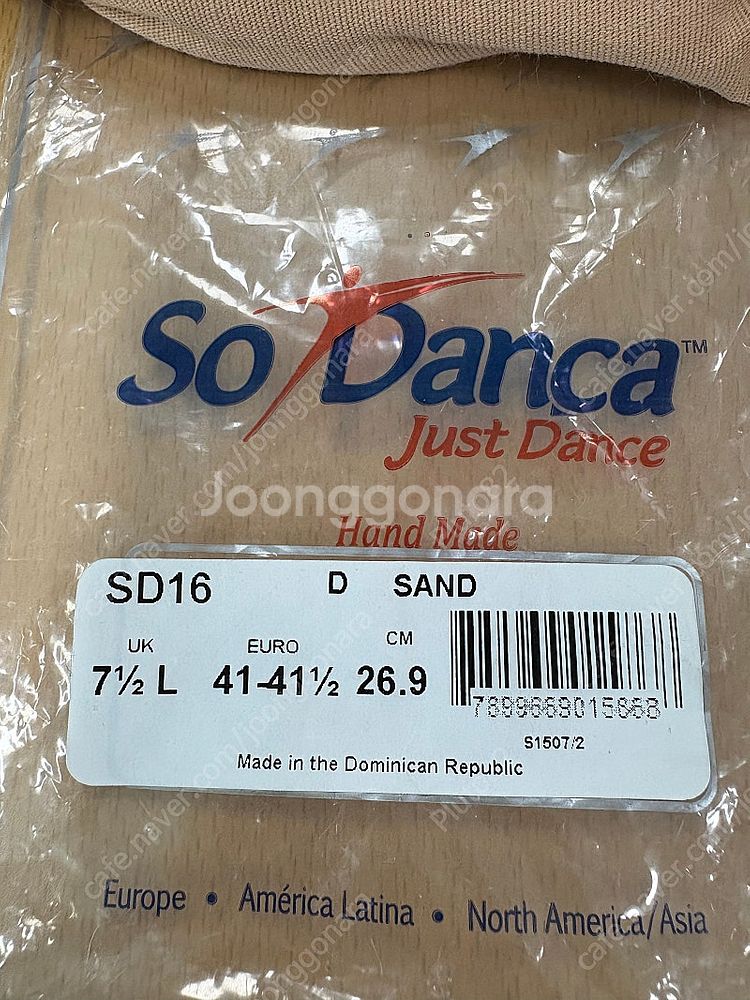 So Dança™
Just Dance
Joonggonara
Hand Made
SD16 D SAND
UK EURO CM
7½ L 41-41½ 26.9
S1507/2
Made in the Dominican Republic
Europe • América Latina • North America/Asia